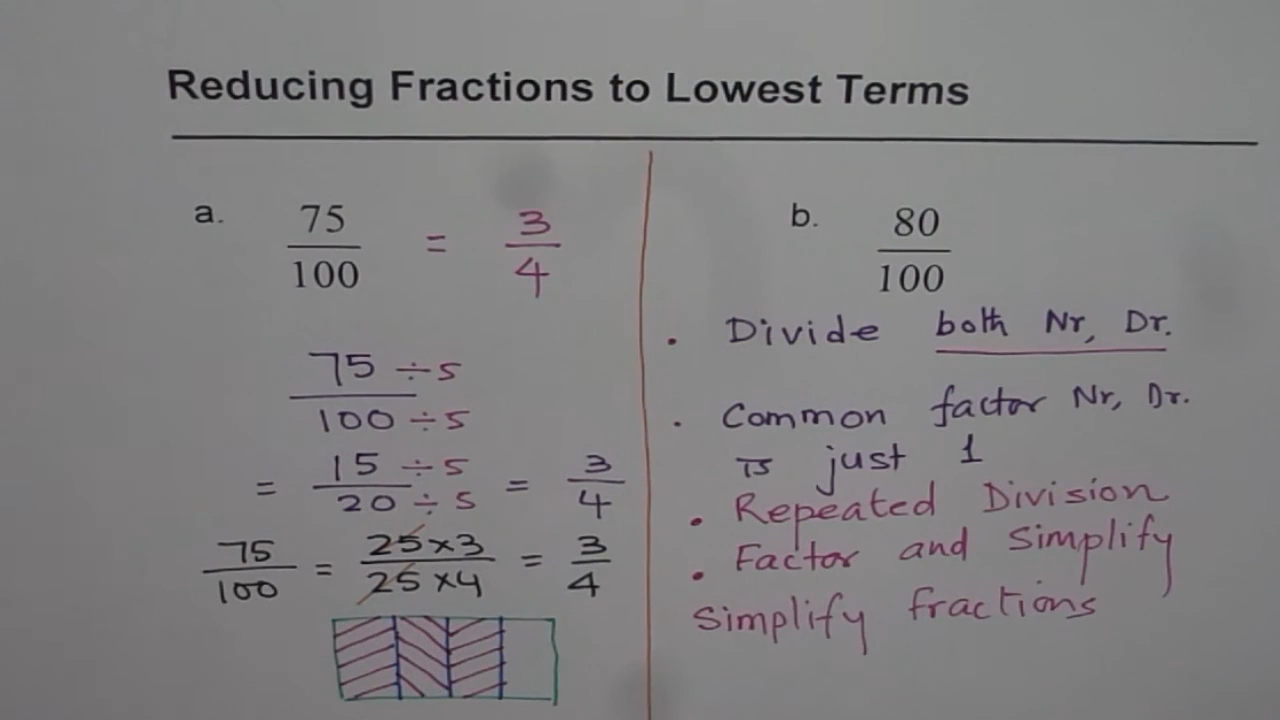 Reducing Fractions to Lowest Terms
a. 75/100 = 3/4
75 ÷ 5
100 ÷ 5
= 15 ÷ 5 / 20 ÷ 5 = 3/4
75/100 = 25 × 3 / 25 × 4 = 3/4
b. 80/100
. Divide both Nr, Dr.
. Common factor Nr, Dr.
is just 1
. Repeated Division
. Factor and Simplify
Simplify fractions